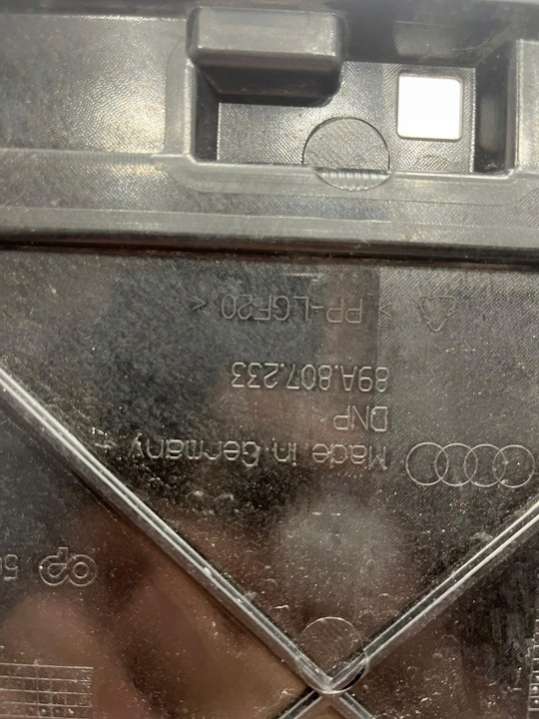 Made in Germany +
DNP
89A.807.233
> PP-LGF20 <